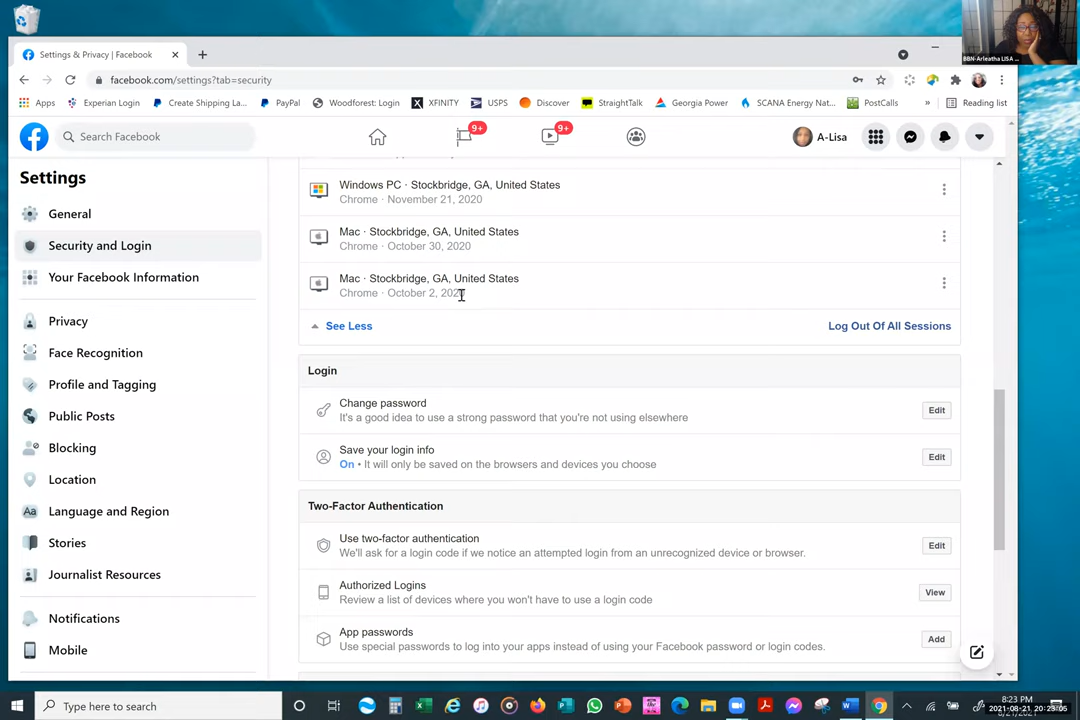 Settings & Privacy | Facebook
BBN-Arleatha LISA ...
facebook.com/settings?tab=security
Apps
Experian Login
Create Shipping La...
PayPal
Woodforest: Login
XFINITY
USPS
Discover
StraightTalk
Georgia Power
SCANA Energy Nat...
PostCalls
»
Reading list
Search Facebook
9+
9+
A-Lisa
Settings
General
Security and Login
Your Facebook Information
Privacy
Face Recognition
Profile and Tagging
Public Posts
Blocking
Location
Aa Language and Region
Stories
Journalist Resources
Notifications
Mobile
Windows PC · Stockbridge, GA, United States
Chrome · November 21, 2020
Mac · Stockbridge, GA, United States
Chrome · October 30, 2020
Mac · Stockbridge, GA, United States
Chrome · October 2, 2020
See Less
Log Out Of All Sessions
Login
Change password
It's a good idea to use a strong password that you're not using elsewhere
Edit
Save your login info
On • It will only be saved on the browsers and devices you choose
Edit
Two-Factor Authentication
Use two-factor authentication
We'll ask for a login code if we notice an attempted login from an unrecognized device or browser.
Edit
Authorized Logins
Review a list of devices where you won't have to use a login code
View
App passwords
Use special passwords to log into your apps instead of using your Facebook password or login codes.
Add
Type here to search
8:23 PM
2021-08-21 20:23:05